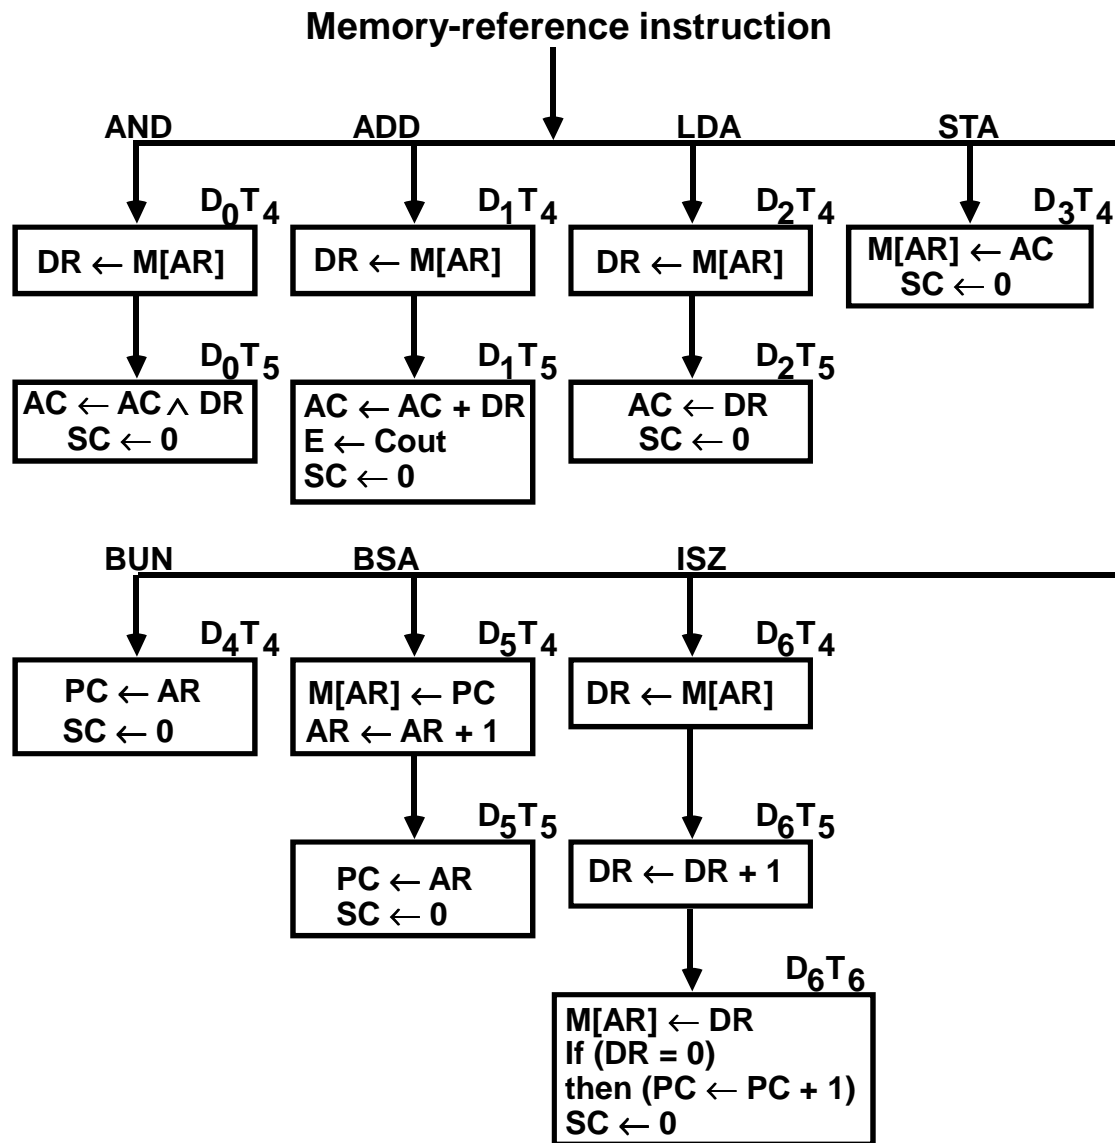 Memory-reference instruction
AND ADD LDA STA
D0T4 D1T4 D2T4 D3T4
DR ← M[AR] DR ← M[AR] DR ← M[AR] M[AR] ← AC
SC ← 0
D0T5 D1T5 D2T5
AC ← AC ∧ DR
SC ← 0
AC ← AC + DR
E ← Cout
SC ← 0
AC ← DR
SC ← 0
BUN BSA ISZ
D4T4 D5T4 D6T4
PC ← AR
SC ← 0
M[AR] ← PC
AR ← AR + 1
DR ← M[AR]
D5T5 D6T5
PC ← AR
SC ← 0
DR ← DR + 1
D6T6
M[AR] ← DR
If (DR = 0)
then (PC ← PC + 1)
SC ← 0